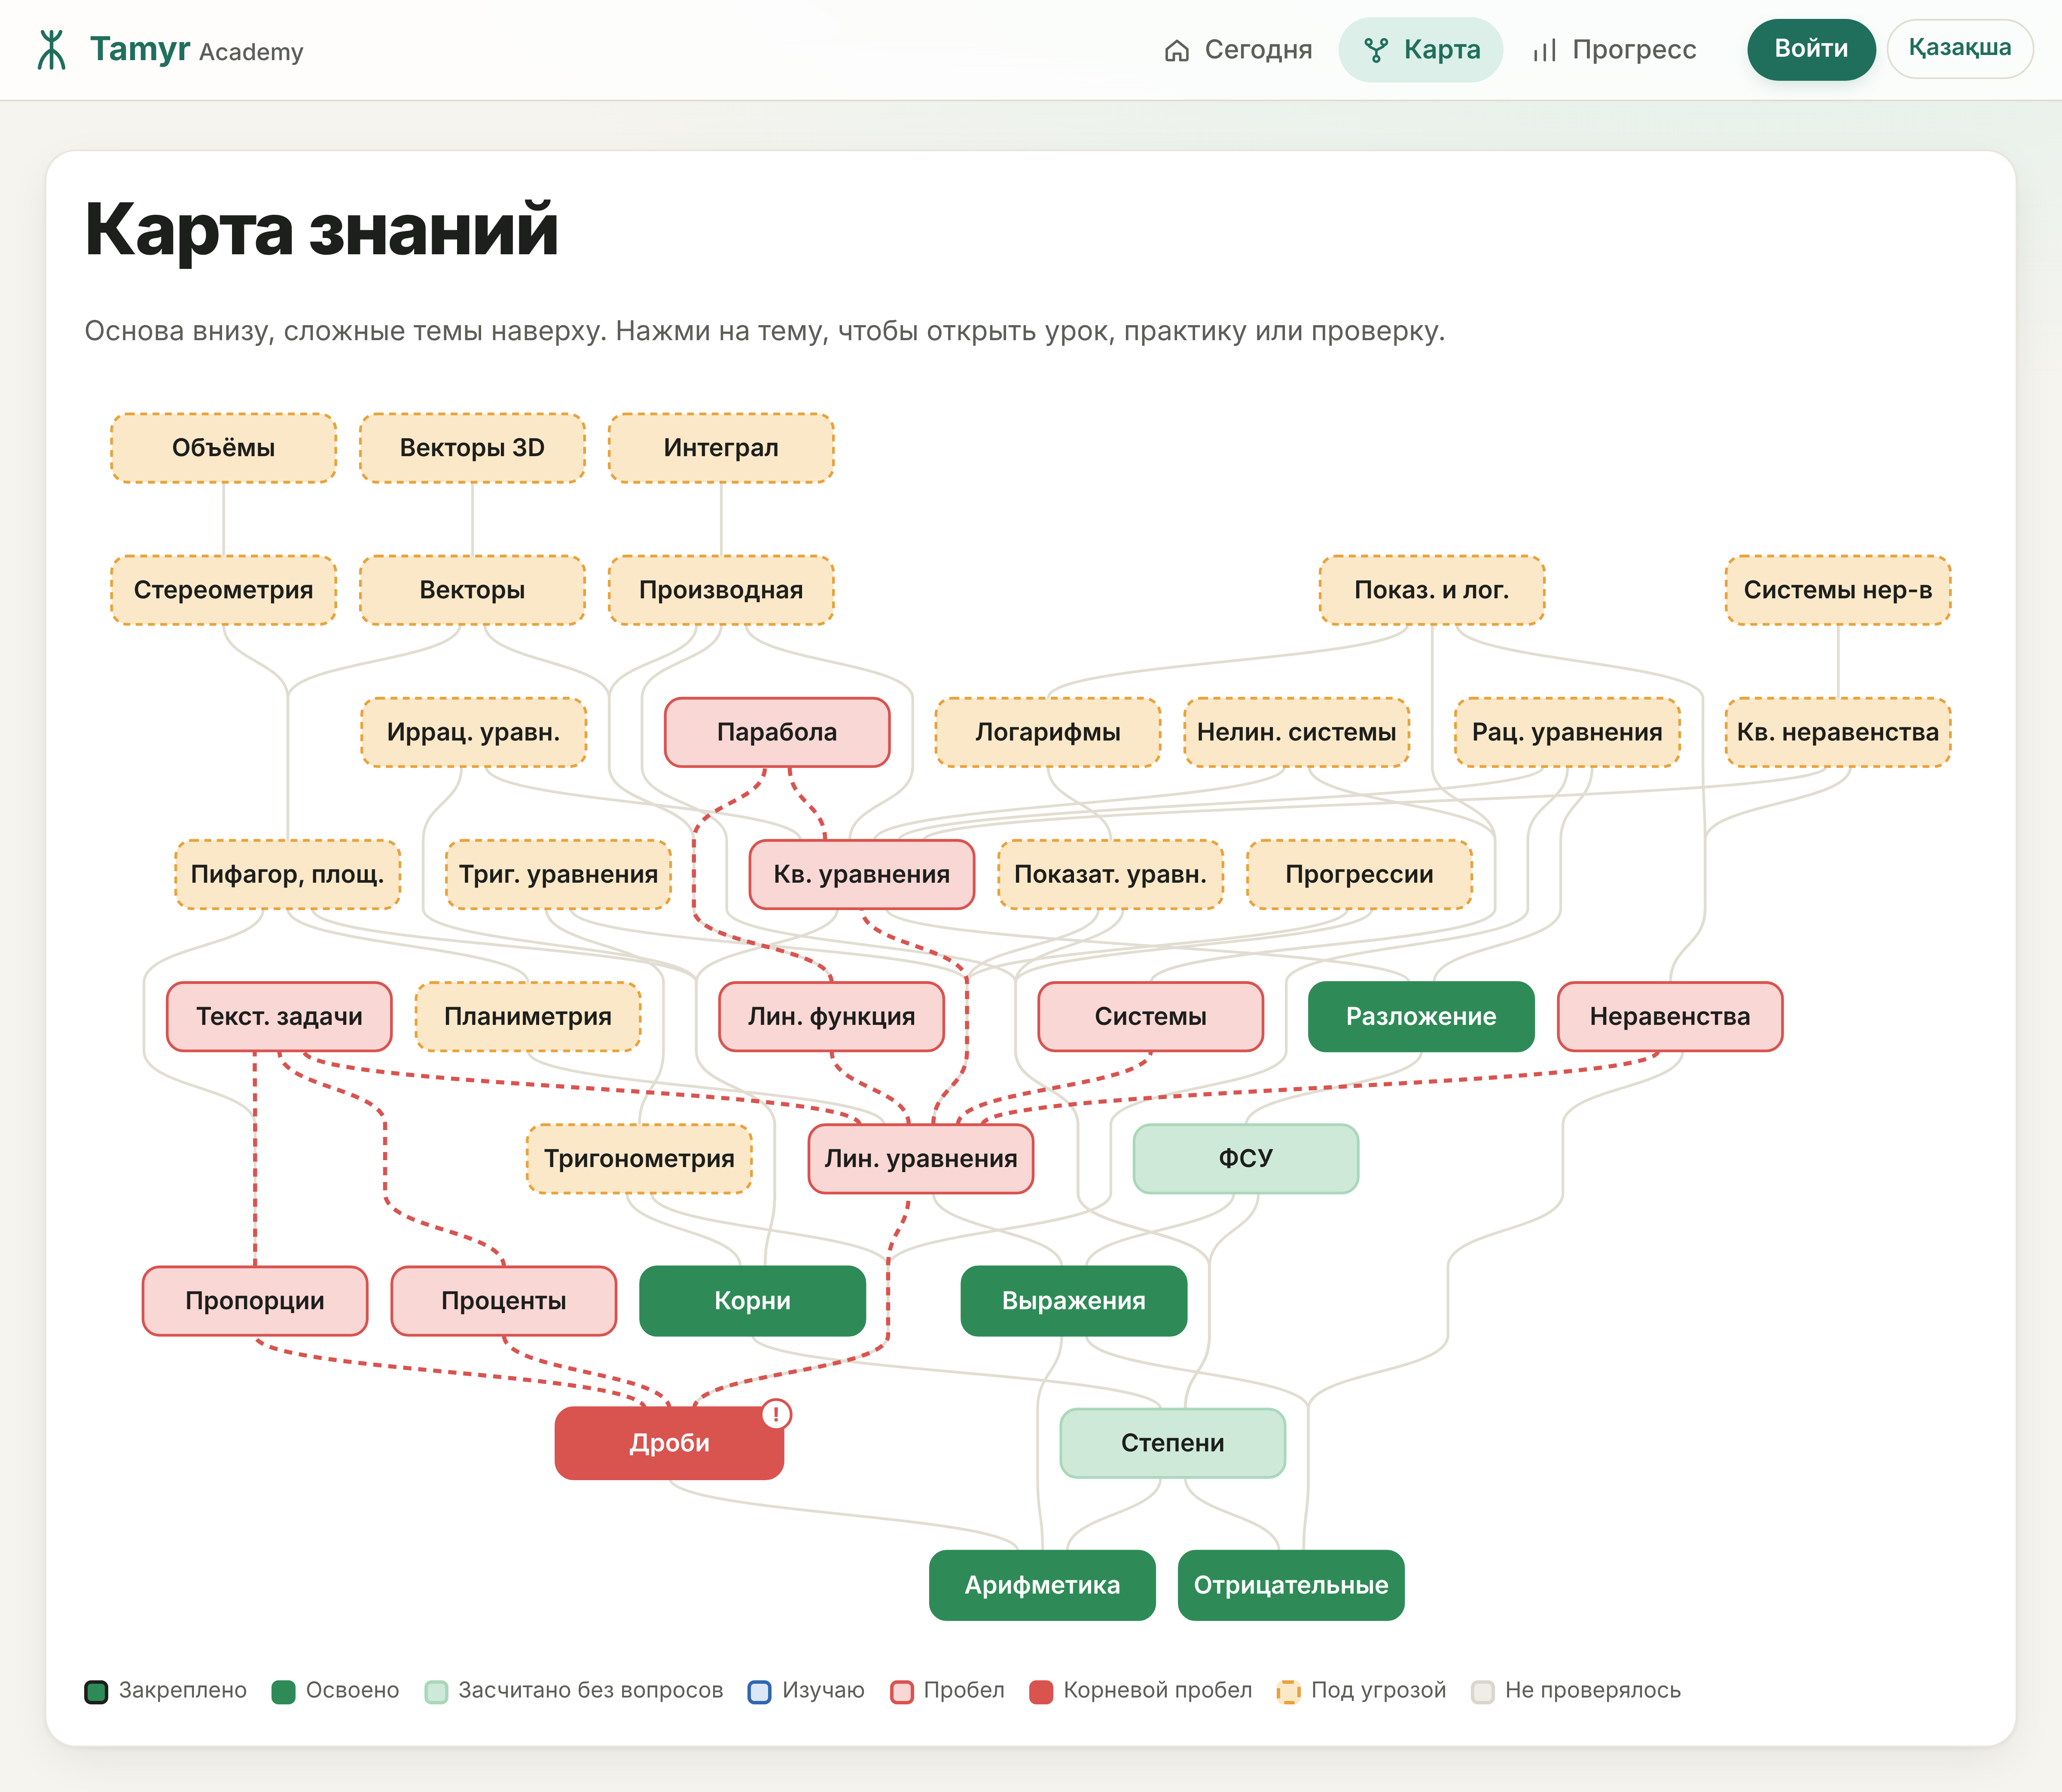 Tamyr Academy
Сегодня
Карта
Прогресс
Войти
Қазақша
Карта знаний
Основа внизу, сложные темы наверху. Нажми на тему, чтобы открыть урок, практику или проверку.
Объёмы
Векторы 3D
Интеграл
Стереометрия
Векторы
Производная
Показ. и лог.
Системы нер-в
Иррац. уравн.
Парабола
Логарифмы
Нелин. системы
Рац. уравнения
Кв. неравенства
Пифагор, площ.
Триг. уравнения
Кв. уравнения
Показат. уравн.
Прогрессии
Текст. задачи
Планиметрия
Лин. функция
Системы
Разложение
Неравенства
Тригонометрия
Лин. уравнения
ФСУ
Пропорции
Проценты
Корни
Выражения
Дроби
!
Степени
Арифметика
Отрицательные
Закреплено
Освоено
Засчитано без вопросов
Изучаю
Пробел
Корневой пробел
Под угрозой
Не проверялось